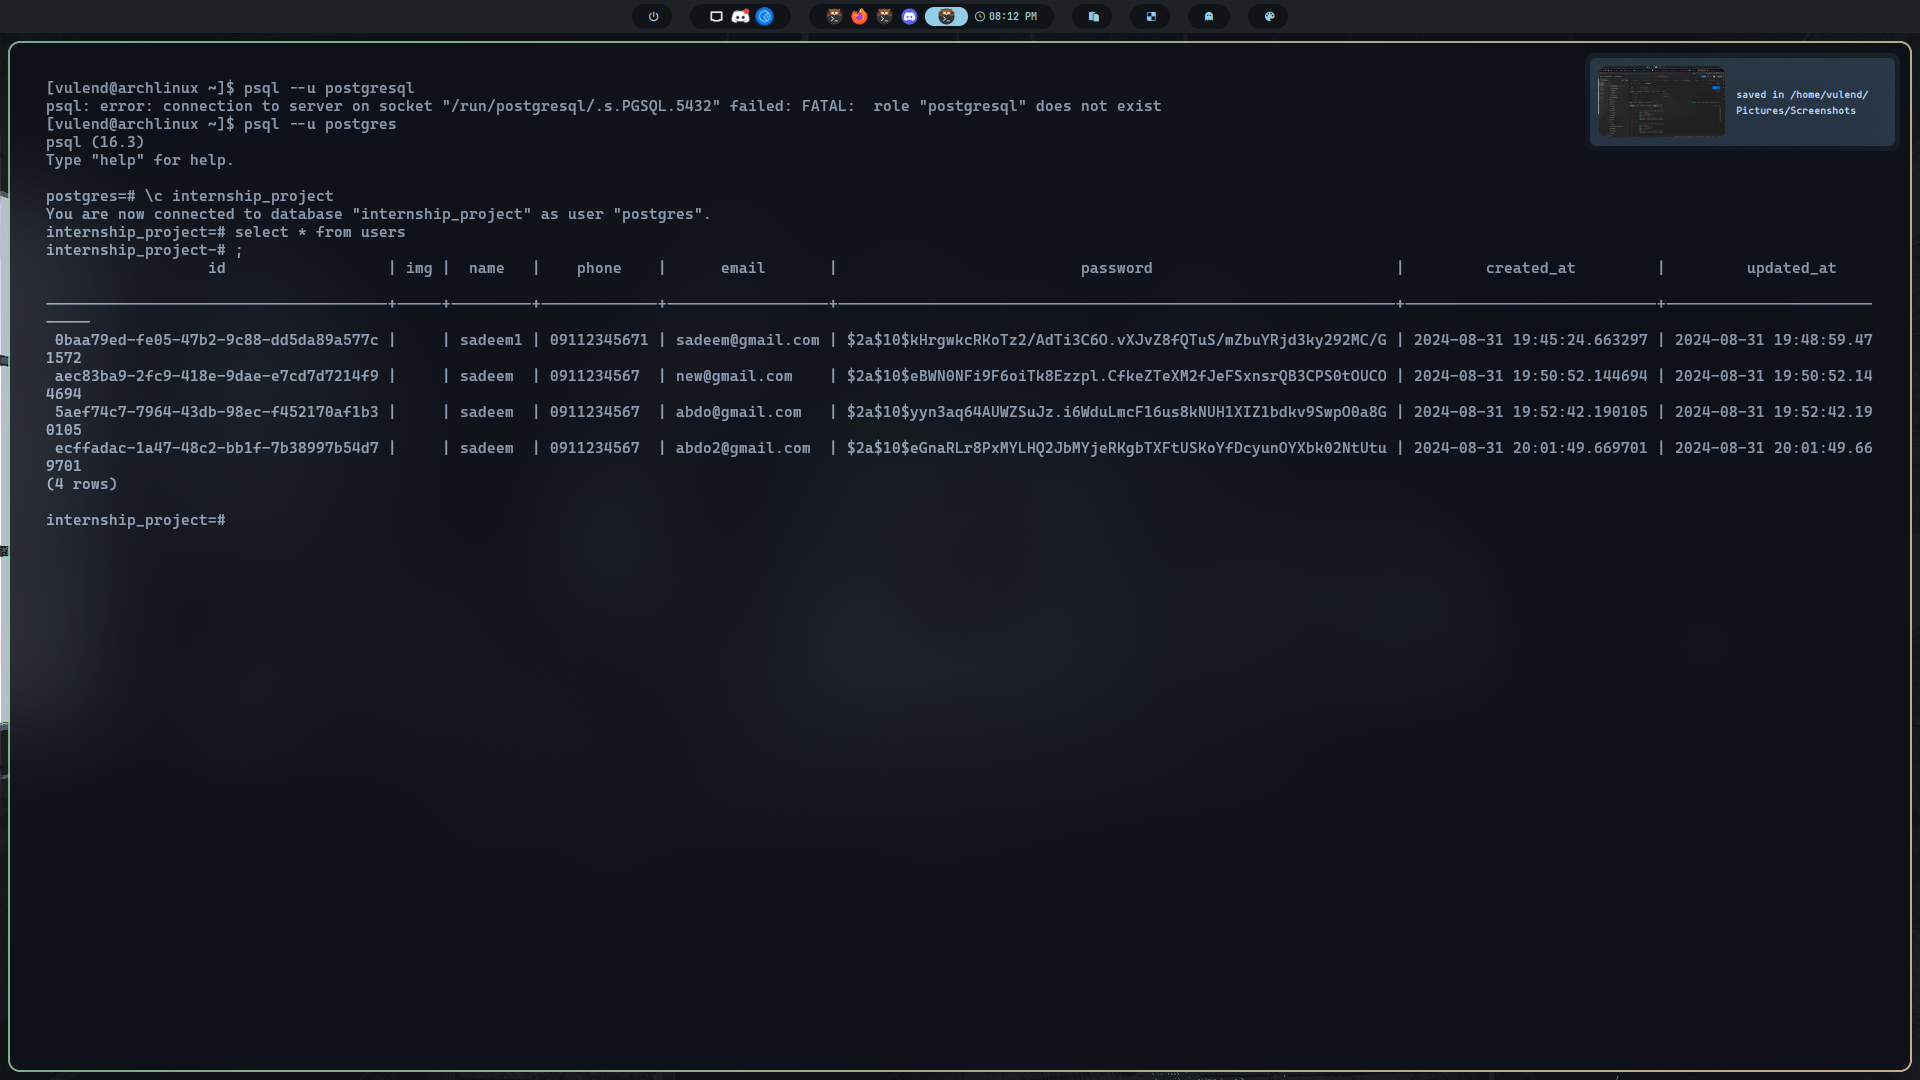 08:12 PM
saved in /home/vulend/
Pictures/Screenshots
[vulend@archlinux ~]$ psql --u postgresql
psql: error: connection to server on socket "/run/postgresql/.s.PGSQL.5432" failed: FATAL:  role "postgresql" does not exist
[vulend@archlinux ~]$ psql --u postgres
psql (16.3)
Type "help" for help.
postgres=# \c internship_project
You are now connected to database "internship_project" as user "postgres".
internship_project=# select * from users
internship_project-# ;
id | img | name | phone | email | password | created_at | updated_at
0baa79ed-fe05-47b2-9c88-dd5da89a577c | | sadeem1 | 09112345671 | sadeem@gmail.com | $2a$10$kHrgwkcRKoTz2/AdTi3C6O.vXJvZ8fQTuS/mZbuYRjd3ky292MC/G | 2024-08-31 19:45:24.663297 | 2024-08-31 19:48:59.47
1572
aec83ba9-2fc9-418e-9dae-e7cd7d7214f9 | | sadeem | 0911234567 | new@gmail.com | $2a$10$eBWN0NFi9F6oiTk8Ezzpl.CfkeZTeXM2fJeFSxnsrQB3CPS0tOUCO | 2024-08-31 19:50:52.144694 | 2024-08-31 19:50:52.14
4694
5aef74c7-7964-43db-98ec-f452170af1b3 | | sadeem | 0911234567 | abdo@gmail.com | $2a$10$yyn3aq64AUWZSuJz.i6WduLmcF16us8kNUH1XIZ1bdkv9SwpO0a8G | 2024-08-31 19:52:42.190105 | 2024-08-31 19:52:42.19
0105
ecffadac-1a47-48c2-bb1f-7b38997b54d7 | | sadeem | 0911234567 | abdo2@gmail.com | $2a$10$eGnaRLr8PxMYLHQ2JbMYjeRKgbTXFtUSKoYfDcyunOYXbk02NtUtu | 2024-08-31 20:01:49.669701 | 2024-08-31 20:01:49.66
9701
(4 rows)
internship_project=#